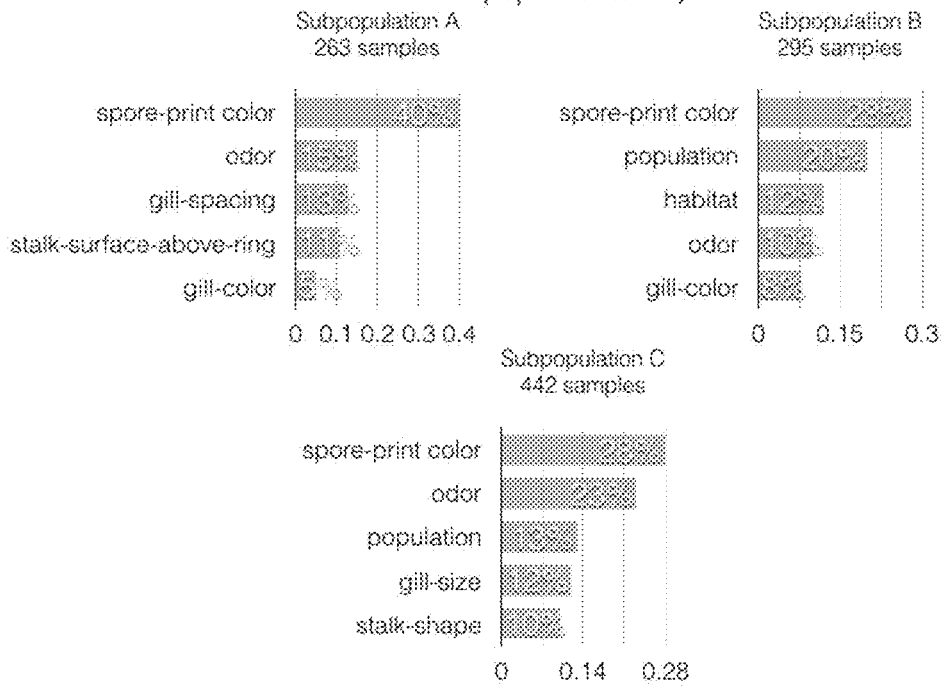 Subpopulation A
263 samples
spore-print color
odor
gill-spacing
stalk-surface-above-ring
gill-color
0 0.1 0.2 0.3 0.4
Subpopulation B
295 samples
spore-print color
population
habitat
odor
gill-color
0 0.15 0.3
Subpopulation C
442 samples
spore-print color
odor
population
gill-size
stalk-shape
0 0.14 0.28